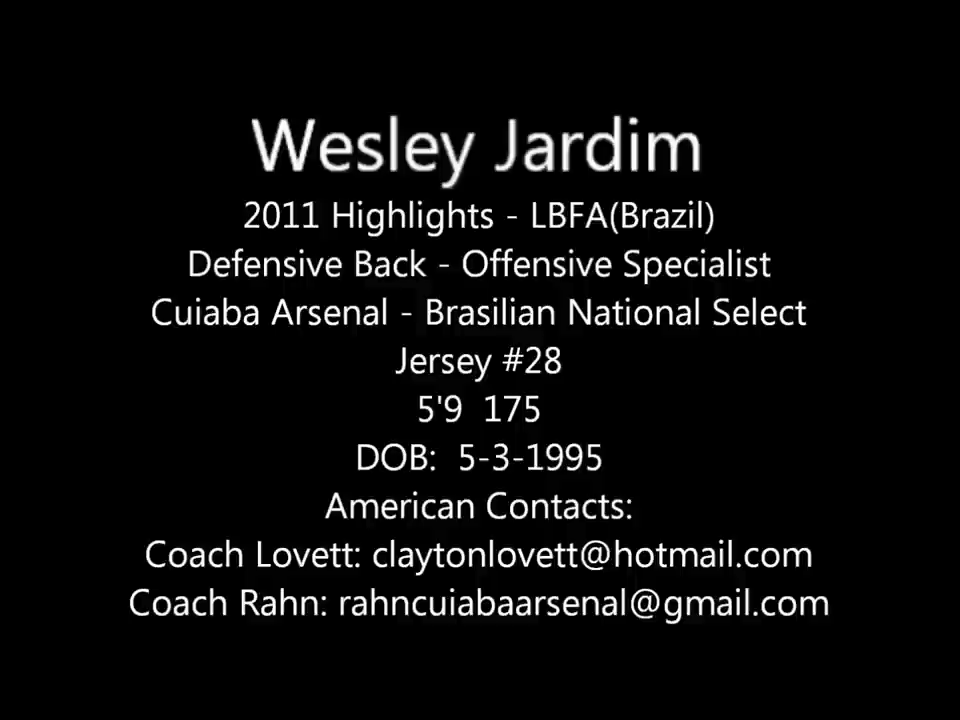 Wesley Jardim
2011 Highlights - LBFA(Brazil)
Defensive Back - Offensive Specialist
Cuiaba Arsenal - Brasilian National Select
Jersey #28
5'9  175
DOB:  5-3-1995
American Contacts:
Coach Lovett: claytonlovett@hotmail.com
Coach Rahn: rahncuiabaarsenal@gmail.com